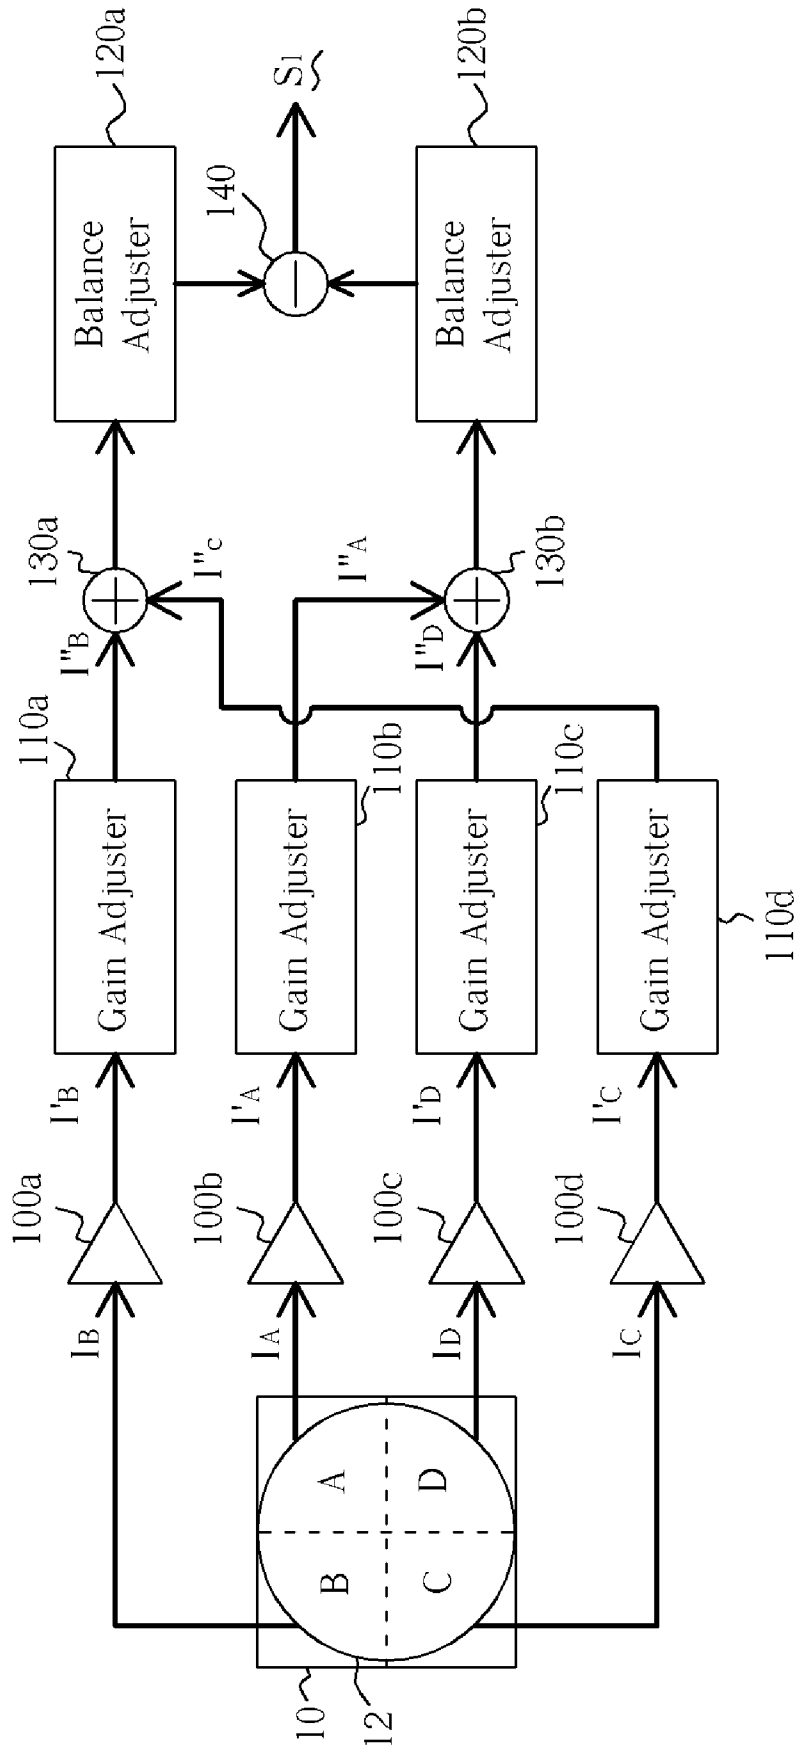 10
12
B
A
C
D
IB
IA
ID
IC
100a
100b
100c
100d
I'B
I'A
I'D
I'C
Gain Adjuster
110a
Gain Adjuster
110b
Gain Adjuster
110c
Gain Adjuster
110d
I"B
I"C
I"A
I"D
130a
130b
Balance
Adjuster
120a
Balance
Adjuster
120b
140
S1